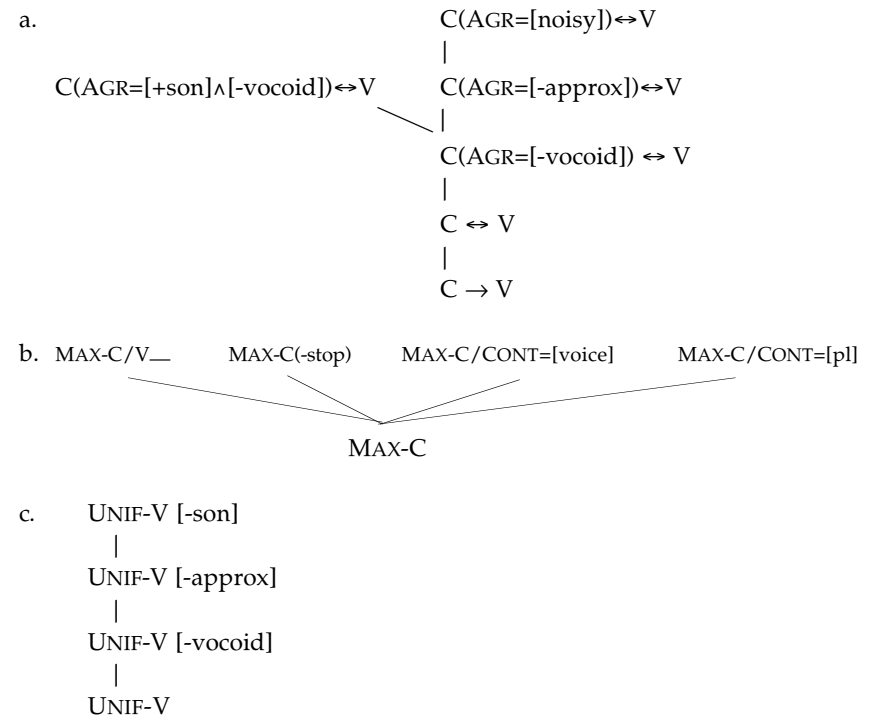 a. C(AGR=[noisy])↔V
|
C(AGR=[+son]∧[-vocoid])↔V C(AGR=[-approx])↔V
|
C(AGR=[-vocoid]) ↔ V
|
C ↔ V
|
C → V
b. MAX-C/V__ MAX-C(-stop) MAX-C/CONT=[voice] MAX-C/CONT=[pl]
MAX-C
c. UNIF-V [-son]
|
UNIF-V [-approx]
|
UNIF-V [-vocoid]
|
UNIF-V